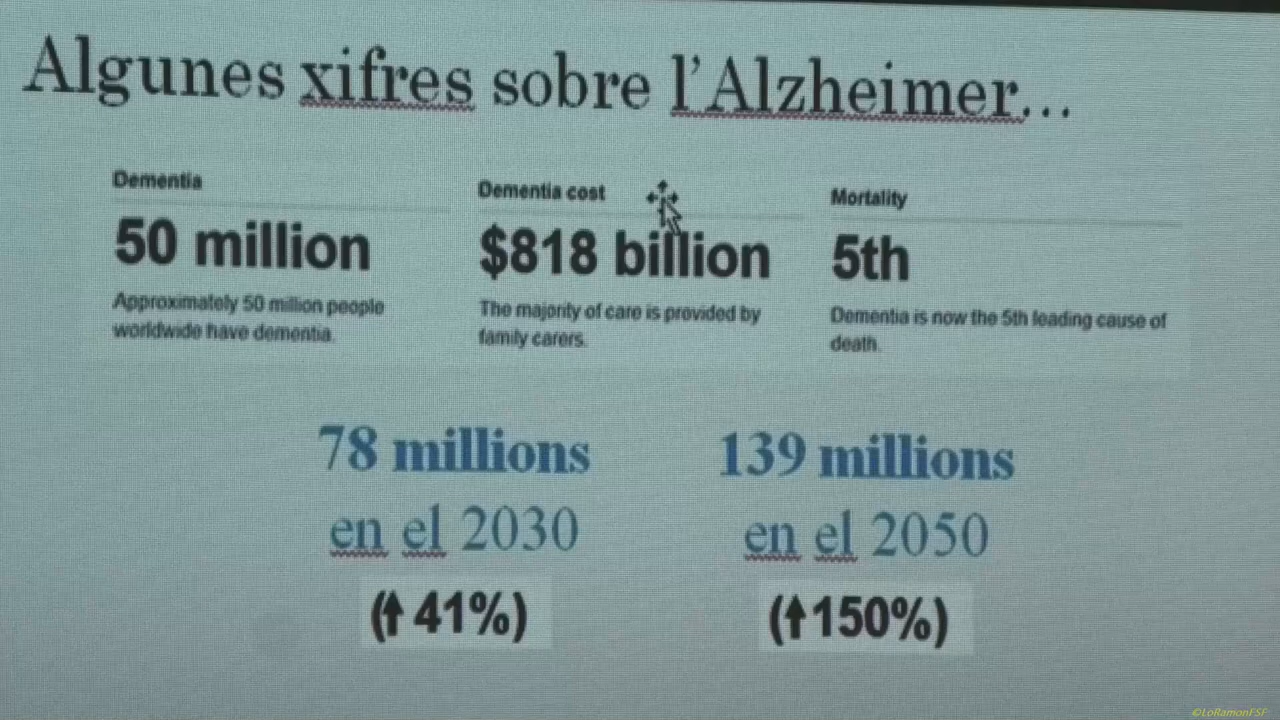 Algunes xifres sobre l'Alzheimer...
Dementia
50 million
Approximately 50 million people
worldwide have dementia.
Dementia cost
$818 billion
The majority of care is provided by
family carers.
Mortality
5th
Dementia is now the 5th leading cause of
death.
78 millions
en el 2030
(↑ 41%)
139 millions
en el 2050
(↑150%)
©LoRamonFSF